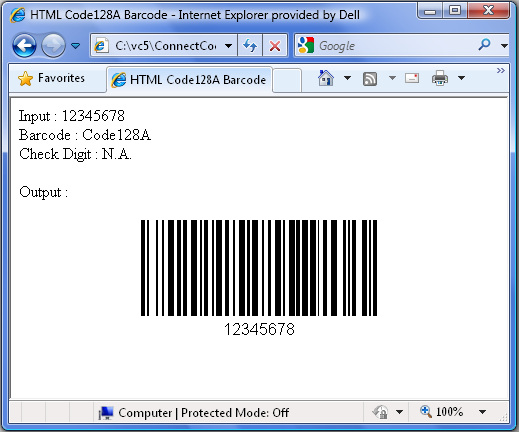 HTML Code128A Barcode - Internet Explorer provided by Dell
C:\vc5\ConnectCo
Google
Favorites
HTML Code128A Barcode
Input : 12345678
Barcode : Code128A
Check Digit : N.A.
Output :
12345678
Computer | Protected Mode: Off
100%